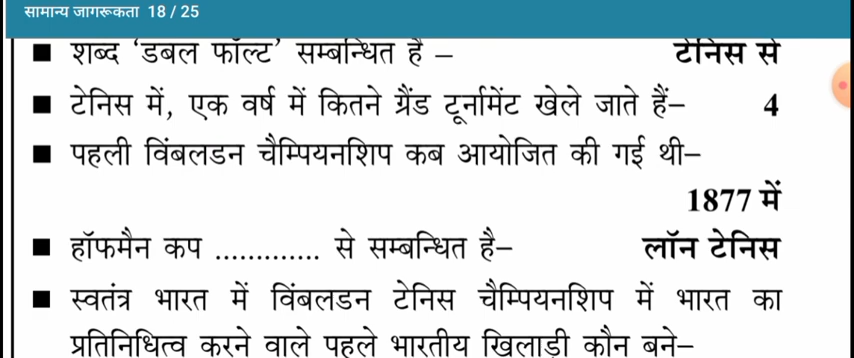 सामान्य जागरूकता 18 / 25
■ शब्द ‘डबल फॉल्ट’ सम्बन्धित है – टेनिस से
■ टेनिस में, एक वर्ष में कितने ग्रैंड टूर्नामेंट खेले जाते हैं– 4
■ पहली विंबलडन चैम्पियनशिप कब आयोजित की गई थी–
1877 में
■ हॉफमैन कप ............. से सम्बन्धित है– लॉन टेनिस
■ स्वतंत्र भारत में विंबलडन टेनिस चैम्पियनशिप में भारत का
प्रतिनिधित्व करने वाले पहले भारतीय खिलाड़ी कौन बने–